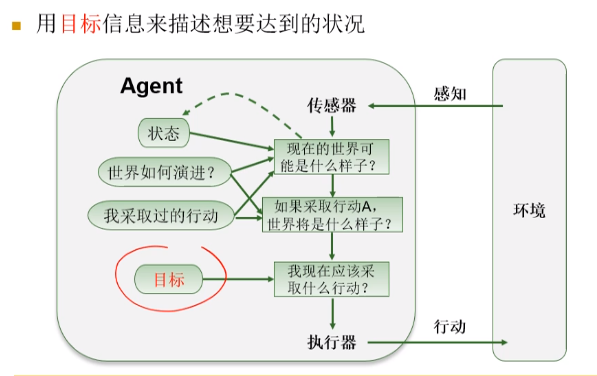 用目标信息来描述想要达到的状况
Agent
传感器
感知
状态
现在的世界可
能是什么样子?
世界如何演进?
我采取过的行动
如果采取行动A,
世界将是什么样子?
环境
目标
我现在应该采
取什么行动?
执行器
行动